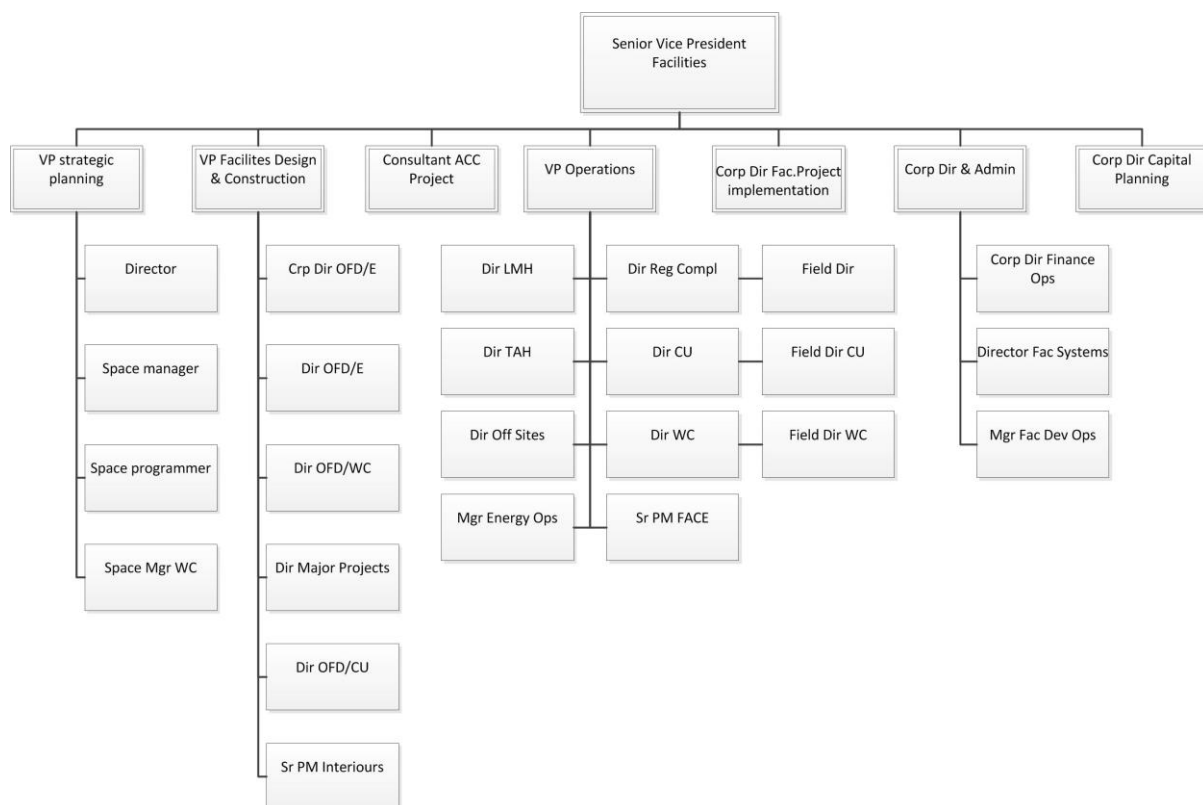 Senior Vice President
Facilities
VP strategic
planning
VP Facilites Design
& Construction
Consultant ACC
Project
VP Operations
Corp Dir Fac.Project
implementation
Corp Dir & Admin
Corp Dir Capital
Planning
Director
Crp Dir OFD/E
Dir LMH
Dir Reg Compl
Field Dir
Corp Dir Finance
Ops
Space manager
Dir OFD/E
Dir TAH
Dir CU
Field Dir CU
Director Fac Systems
Space programmer
Dir OFD/WC
Dir Off Sites
Dir WC
Field Dir WC
Mgr Fac Dev Ops
Mgr Energy Ops
Sr PM FACE
Space Mgr WC
Dir Major Projects
Dir OFD/CU
Sr PM Interiours